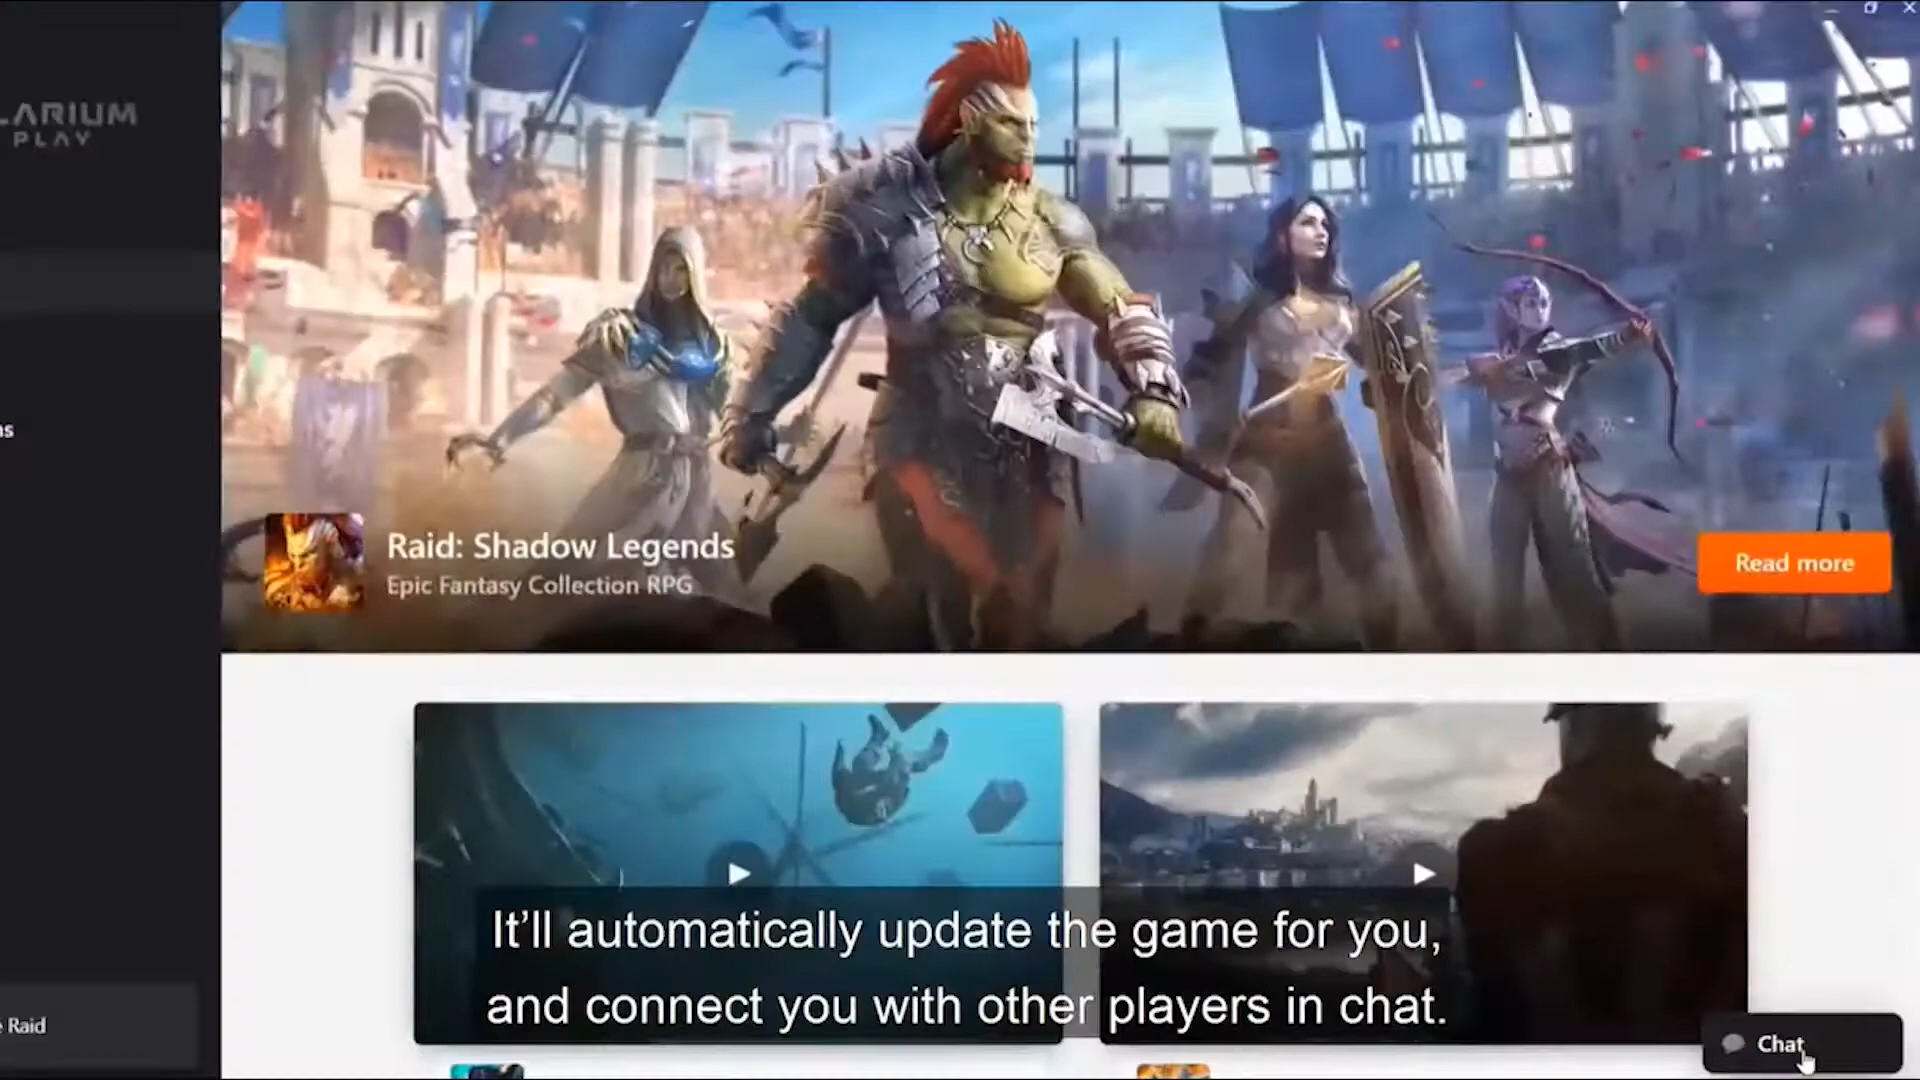 LARIUM
PLAY
Raid: Shadow Legends
Epic Fantasy Collection RPG
Read more
It’ll automatically update the game for you,
and connect you with other players in chat.
Raid
Chat